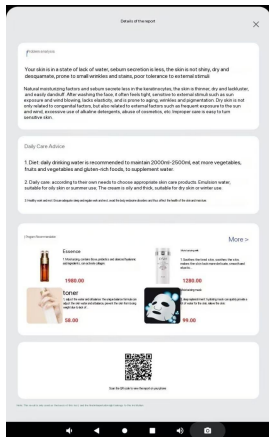 Details of the report
Your skin is in a state of lack of water, sebum secretion is less, the skin is not shiny, dry and
desquamate, prone to small wrinkles and stains, poor tolerance to external stimuli
Natural moisturizing factors and sebum secrete less in the keratinocytes, the skin is thinner, dry and lackluster,
and easily dandruff. After washing the face, it often feels tight, sensitive to external stimuli such as sun
exposure and wind blowing, lacks elasticity, and is prone to aging, wrinkles and pigmentation. Dry skin is not
only related to congenital factors, but also related to external factors such as frequent exposure to the sun
and wind, excessive use of alkaline detergents, abuse of cosmetics, etc. Improper care is easy to turn
sensitive skin.
Daily Care Advice
1. Diet: daily drinking water is recommended to maintain 2000ml-2500ml, eat more vegetables,
fruits and vegetables and gluten-rich foods, to supplement water.
2. Daily care: according to their own needs to choose appropriate skin care products. Emulsion water,
suitable for oily skin or summer use, The cream is oily and thick, suitable for dry skin or winter use.
More >
Essence
1980.00
1280.00
toner
58.00
99.00